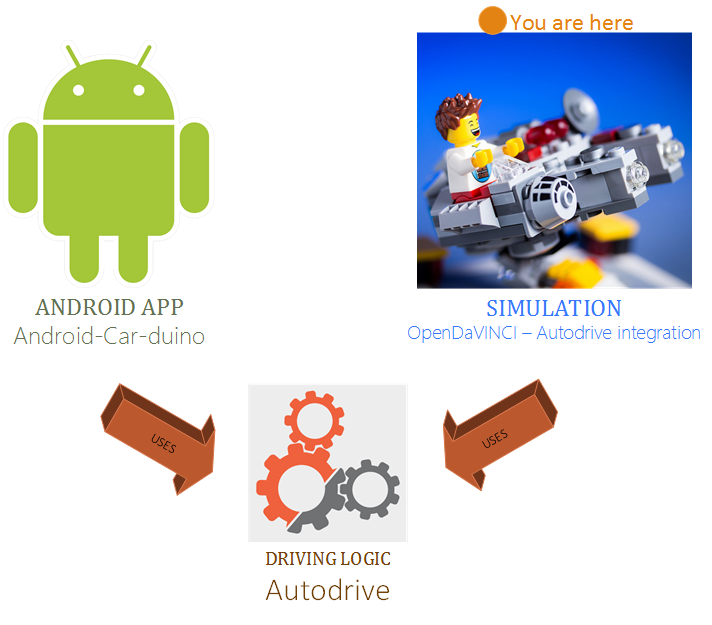 You are here
ANDROID APP
Android-Car-duino
SIMULATION
OpenDaVINCI – Autodrive integration
USES
USES
DRIVING LOGIC
Autodrive